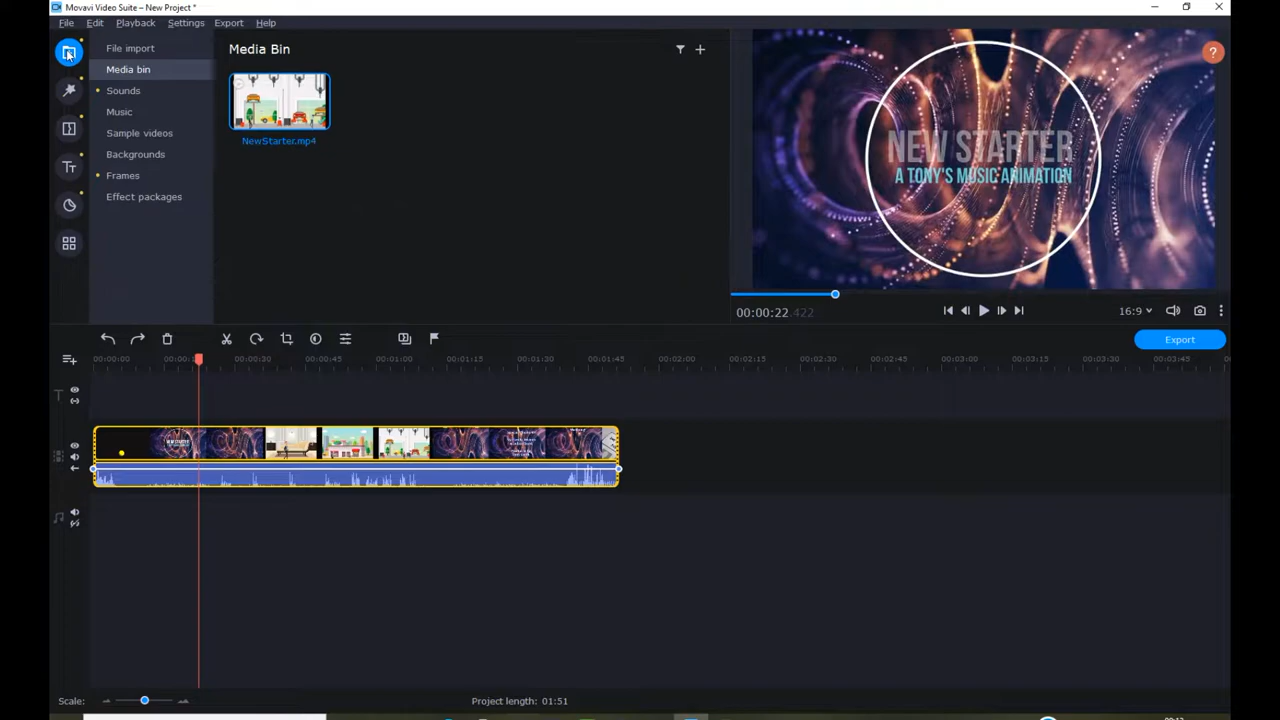 Movavi Video Suite – New Project *
File Edit Playback Settings Export Help
File import
Media bin
Sounds
Music
Sample videos
Backgrounds
Frames
Effect packages
Media Bin
NewStarter.mp4
NEW STARTER
A TONY'S MUSIC ANIMATION
?
00:00:22.422
16:9
Export
00:00:00 00:00:1 00:00:30 00:00:45 00:01:00 00:01:15 00:01:30 00:01:45 00:02:00 00:02:15 00:02:30 00:02:45 00:03:00 00:03:15 00:03:30 00:03:45
Scale:
Project length: 01:51